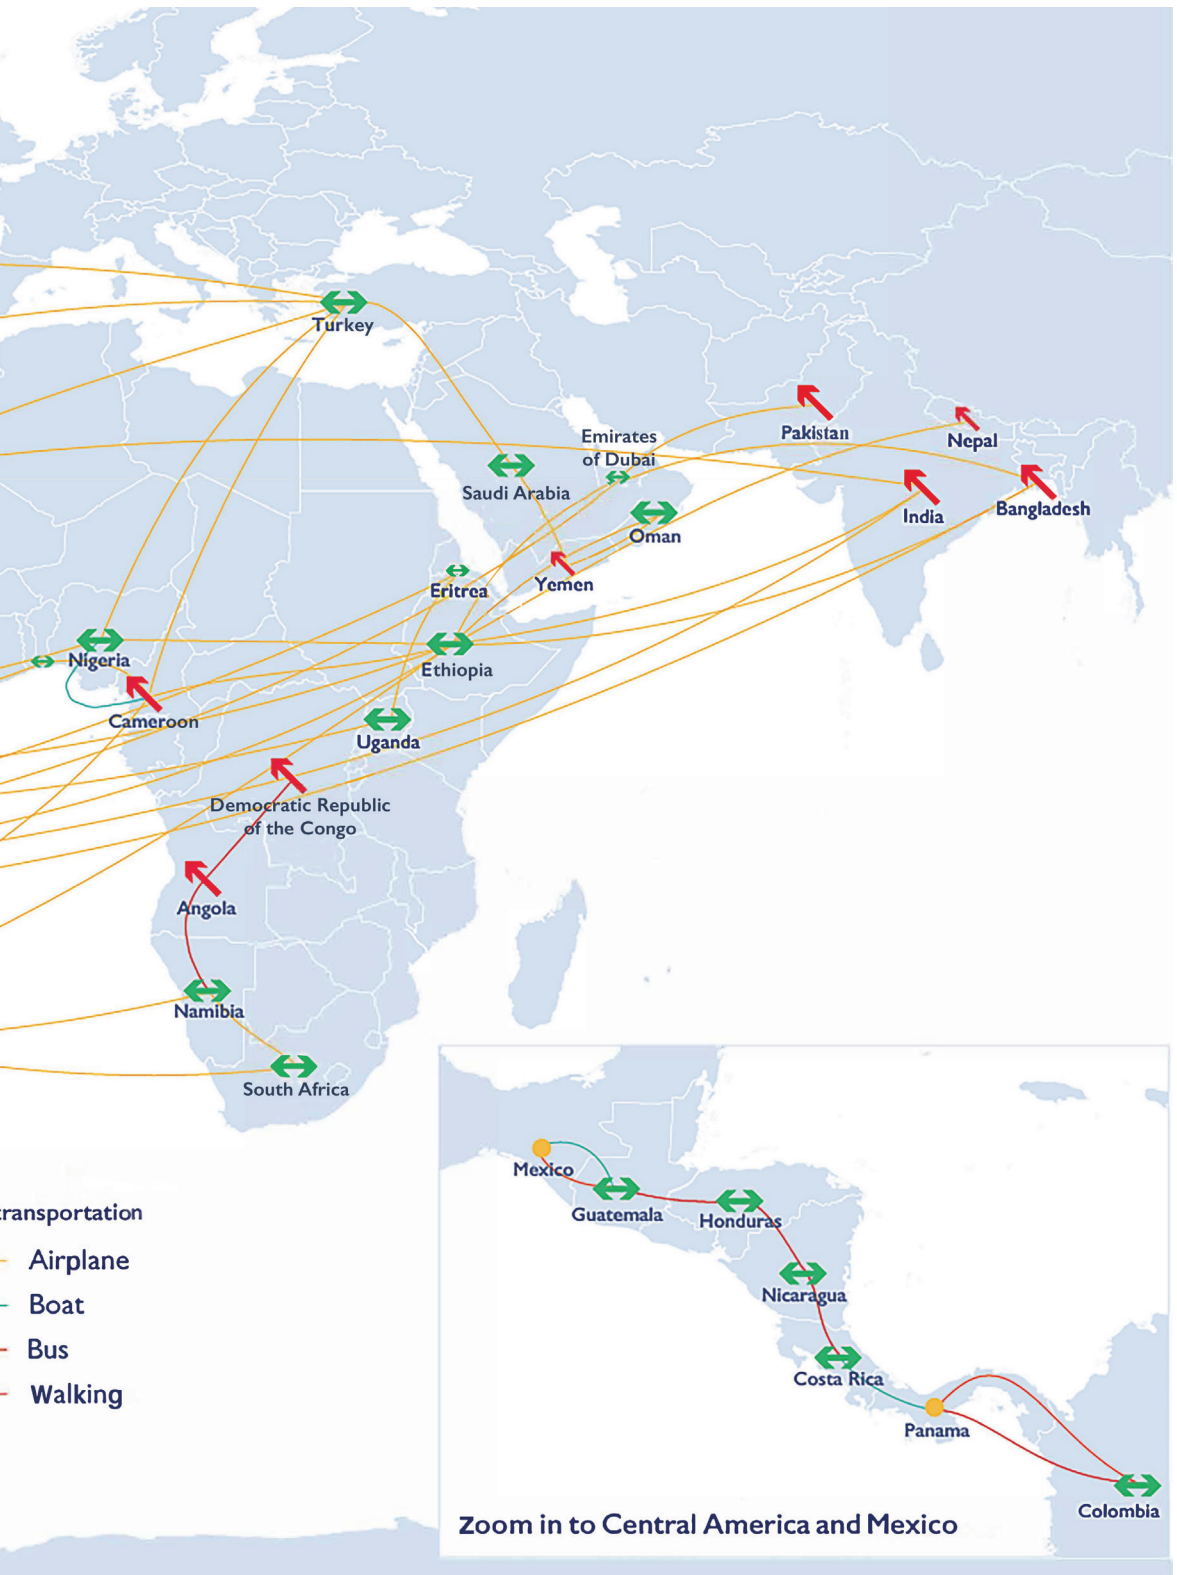 Turkey
Emirates
of Dubai
Pakistan
Nepal
Saudi Arabia
India
Bangladesh
Oman
Yemen
Eritrea
Nigeria
Ethiopia
Cameroon
Uganda
Democratic Republic
of the Congo
Angola
Namibia
South Africa
transportation
Airplane
Boat
Bus
Walking
Mexico
Guatemala
Honduras
Nicaragua
Costa Rica
Panama
Colombia
Zoom in to Central America and Mexico